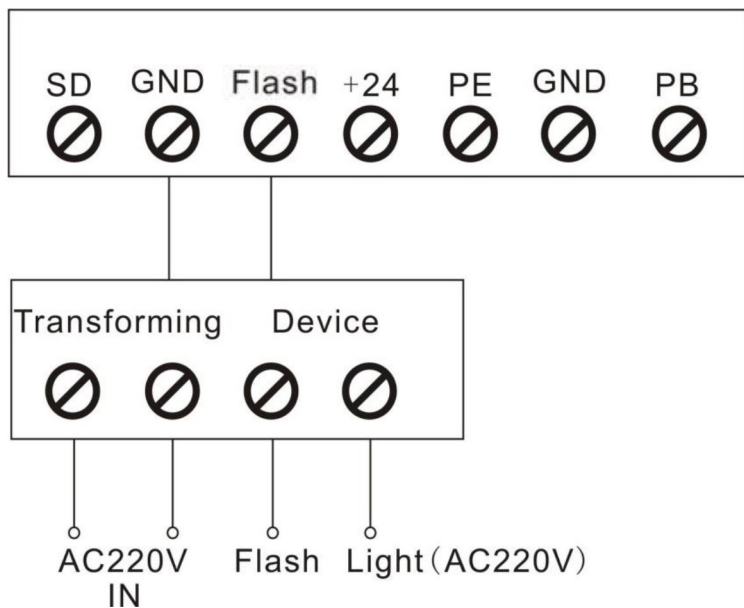 SD GND Flash +24 PE GND PB
Transforming Device
AC220V Flash Light(AC220V)
IN